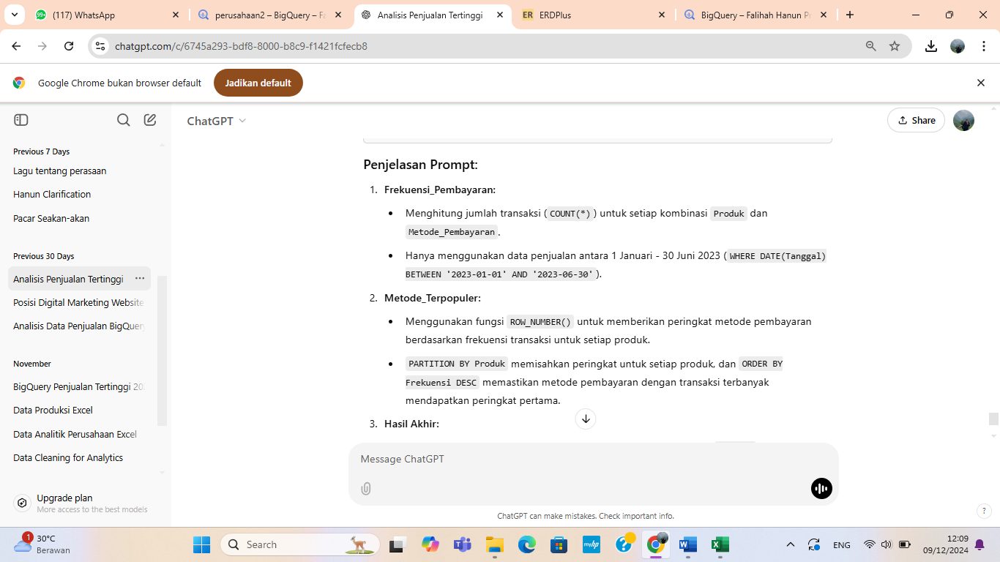 (117) WhatsApp
perusahaan2 – BigQuery – Fa
Analisis Penjualan Tertinggi
ER
ERDPlus
BigQuery – Falihah Hanun P
chatgpt.com/c/6745a293-bdf8-8000-b8c9-f1421fcfecb8
Google Chrome bukan browser default
Jadikan default
ChatGPT
Share
Previous 7 Days
Lagu tentang perasaan
Hanun Clarification
Pacar Seakan-akan
Previous 30 Days
Analisis Penjualan Tertinggi
Posisi Digital Marketing Website
Analisis Data Penjualan BigQuery
November
BigQuery Penjualan Tertinggi 20
Data Produksi Excel
Data Analitik Perusahaan Excel
Data Cleaning for Analytics
Upgrade plan
More access to the best models
Penjelasan Prompt:
1. Frekuensi_Pembayaran:
• Menghitung jumlah transaksi ( COUNT(*) ) untuk setiap kombinasi Produk dan
Metode_Pembayaran .
• Hanya menggunakan data penjualan antara 1 Januari - 30 Juni 2023 ( WHERE DATE(Tanggal)
BETWEEN '2023-01-01' AND '2023-06-30' ).
2. Metode_Terpopuler:
• Menggunakan fungsi ROW_NUMBER() untuk memberikan peringkat metode pembayaran
berdasarkan frekuensi transaksi untuk setiap produk.
• PARTITION BY Produk memisahkan peringkat untuk setiap produk, dan ORDER BY
Frekuensi DESC memastikan metode pembayaran dengan transaksi terbanyak
mendapatkan peringkat pertama.
3. Hasil Akhir:
Message ChatGPT
ChatGPT can make mistakes. Check important info.
?
1
30°C
Berawan
Search
myhp
ENG
12:09
09/12/2024